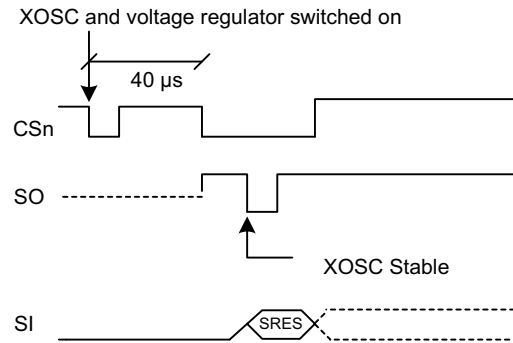 XOSC and voltage regulator switched on
40 µs
CSn
SO
XOSC Stable
SI
SRES